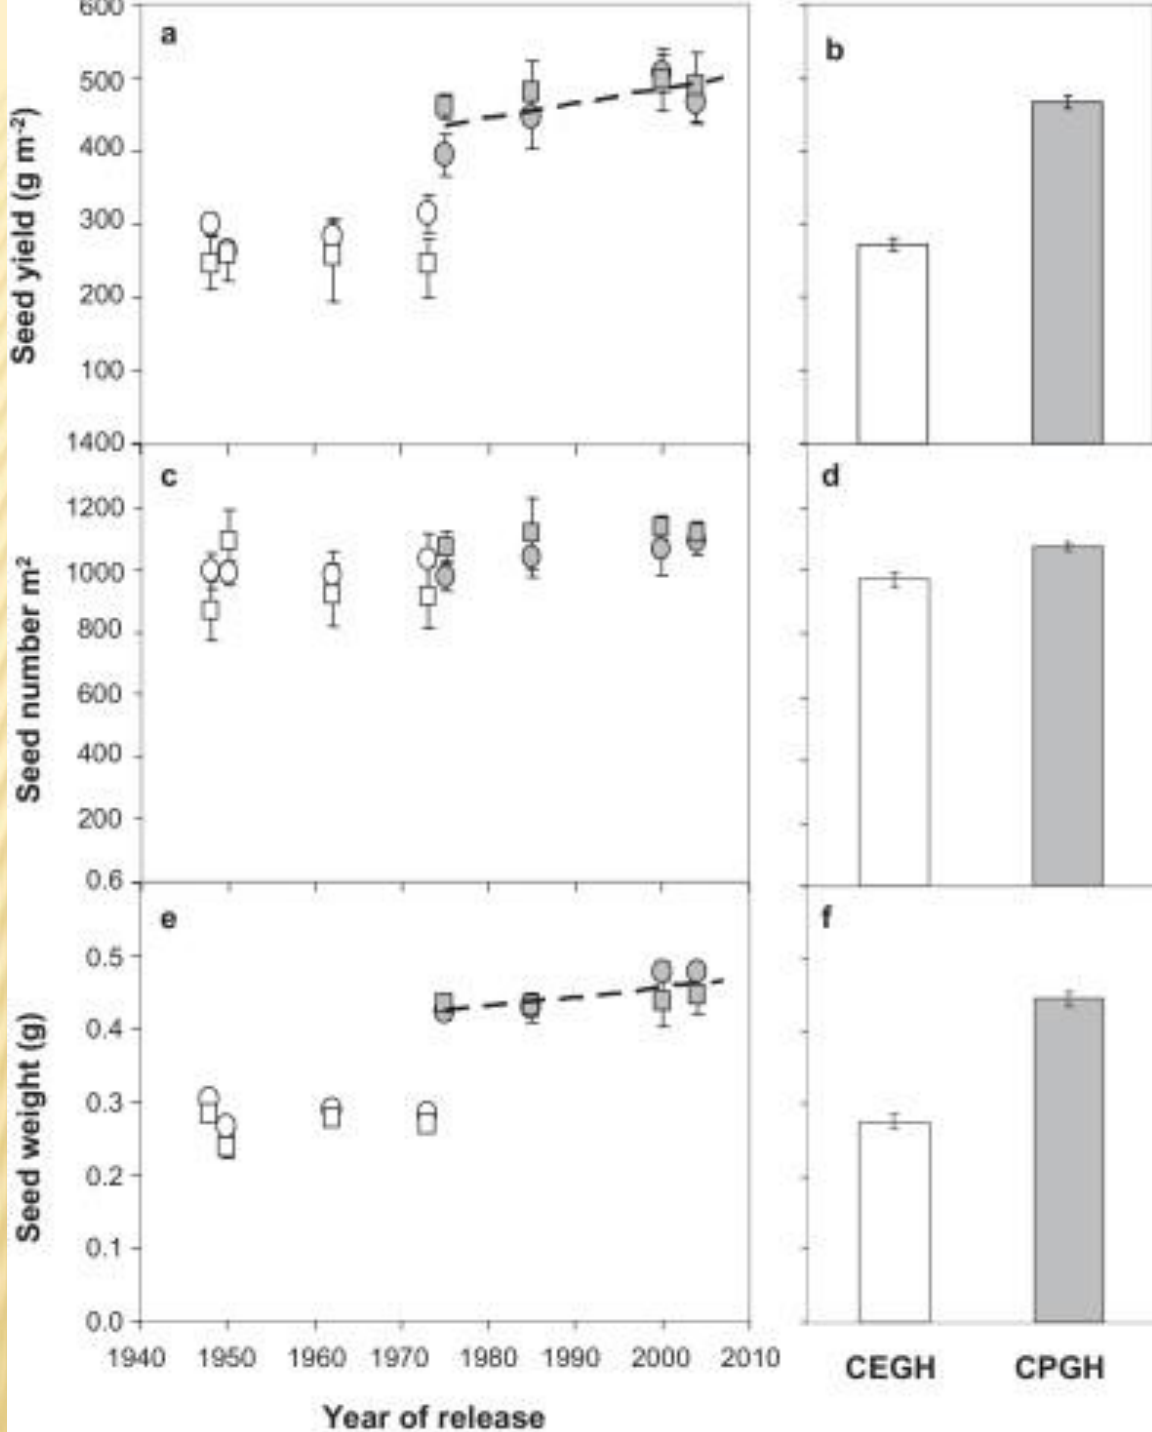 600
a
b
500
400
300
200
100
Seed yield (g m-2)
1400
c
d
1200
1000
800
600
400
200
Seed number m2
0.6
e
f
0.5
0.4
0.3
0.2
0.1
0.0
Seed weight (g)
1940 1950 1960 1970 1980 1990 2000 2010
CEGH CPGH
Year of release